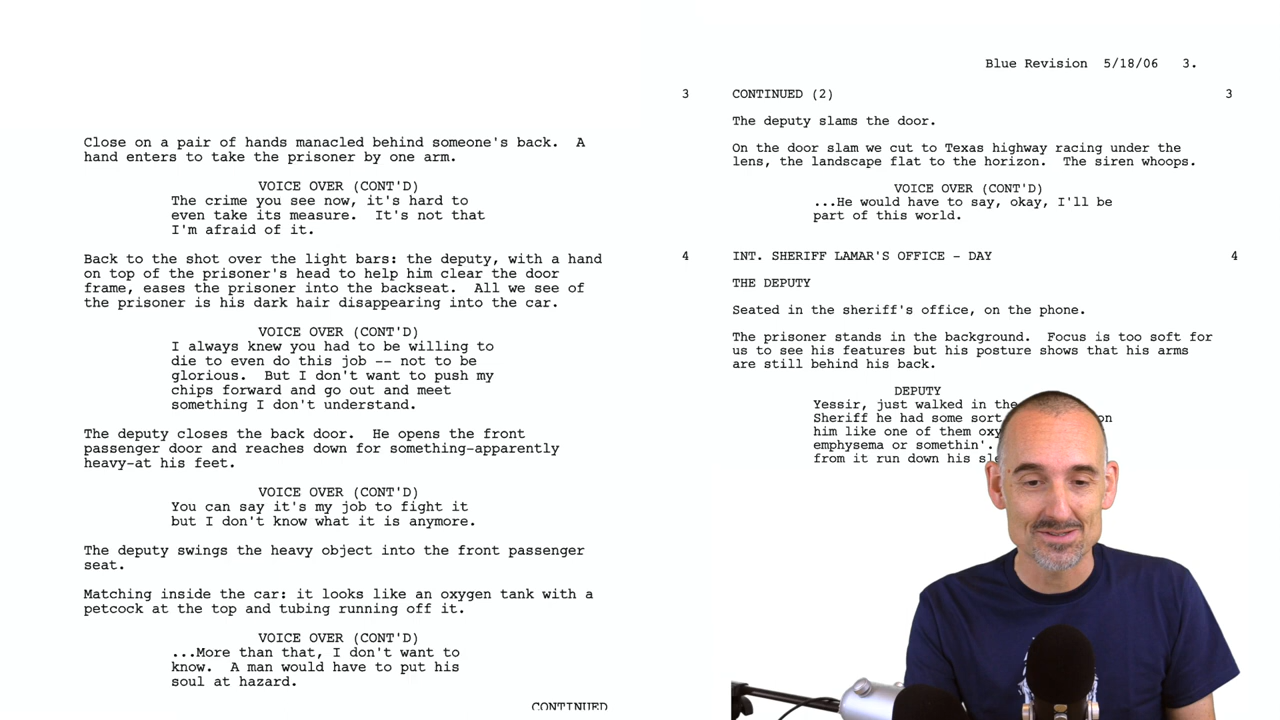 Close on a pair of hands manacled behind someone's back. A
hand enters to take the prisoner by one arm.
VOICE OVER (CONT'D)
The crime you see now, it's hard to
even take its measure. It's not that
I'm afraid of it.
Back to the shot over the light bars: the deputy, with a hand
on top of the prisoner's head to help him clear the door
frame, eases the prisoner into the backseat. All we see of
the prisoner is his dark hair disappearing into the car.
VOICE OVER (CONT'D)
I always knew you had to be willing to
die to even do this job -- not to be
glorious. But I don't want to push my
chips forward and go out and meet
something I don't understand.
The deputy closes the back door. He opens the front
passenger door and reaches down for something-apparently
heavy-at his feet.
VOICE OVER (CONT'D)
You can say it's my job to fight it
but I don't know what it is anymore.
The deputy swings the heavy object into the front passenger
seat.
Matching inside the car: it looks like an oxygen tank with a
petcock at the top and tubing running off it.
VOICE OVER (CONT'D)
...More than that, I don't want to
know. A man would have to put his
soul at hazard.
CONTINUED
Blue Revision 5/18/06 3.
3 CONTINUED (2) 3
The deputy slams the door.
On the door slam we cut to Texas highway racing under the
lens, the landscape flat to the horizon. The siren whoops.
VOICE OVER (CONT'D)
...He would have to say, okay, I'll be
part of this world.
4 INT. SHERIFF LAMAR'S OFFICE - DAY 4
THE DEPUTY
Seated in the sheriff's office, on the phone.
The prisoner stands in the background. Focus is too soft for
us to see his features but his posture shows that his arms
are still behind his back.
DEPUTY
Yessir, just walked in the
Sheriff he had some sort on
him like one of them
emphysema or somethin'.
from it run down his